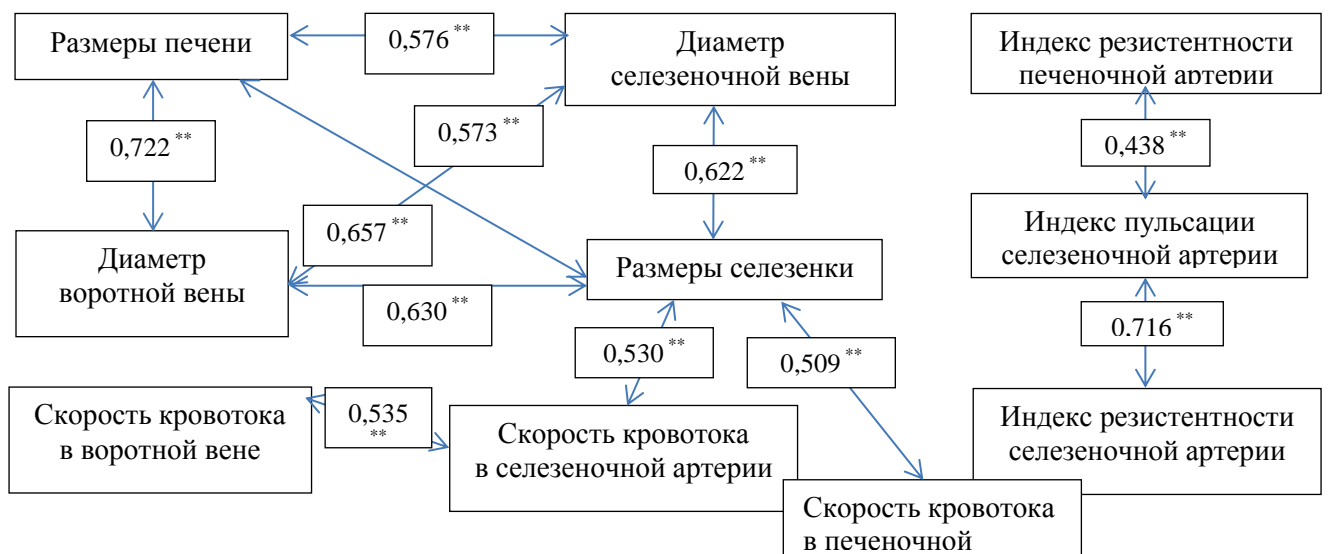 Размеры печени
0,576 **
Диаметр
селезеночной вены
Индекс резистентности
печеночной артерии
0,722 **
0,573 **
0,622 **
0,438 **
0,657 **
Диаметр
воротной вены
Размеры селезенки
Индекс пульсации
селезеночной артерии
0,630 **
0,530 **
0,509 **
0,716 **
Скорость кровотока
в воротной вене
0,535
**
Скорость кровотока
в селезеночной артерии
Индекс резистентности
селезеночной артерии
Скорость кровотока
в печеночной